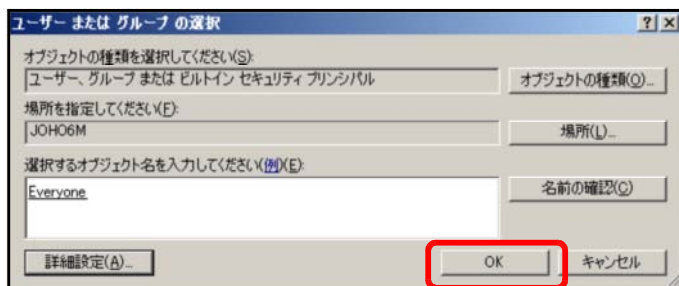 ユーザー または グループ の選択
オブジェクトの種類を選択してください(S):
ユーザー、グループ または ビルトイン セキュリティ プリンシパル
オブジェクトの種類(O)...
場所を指定してください(F):
JOHO6M
場所(L)...
選択するオブジェクト名を入力してください(例)(E):
Everyone
名前の確認(C)
詳細設定(A)...
OK
キャンセル